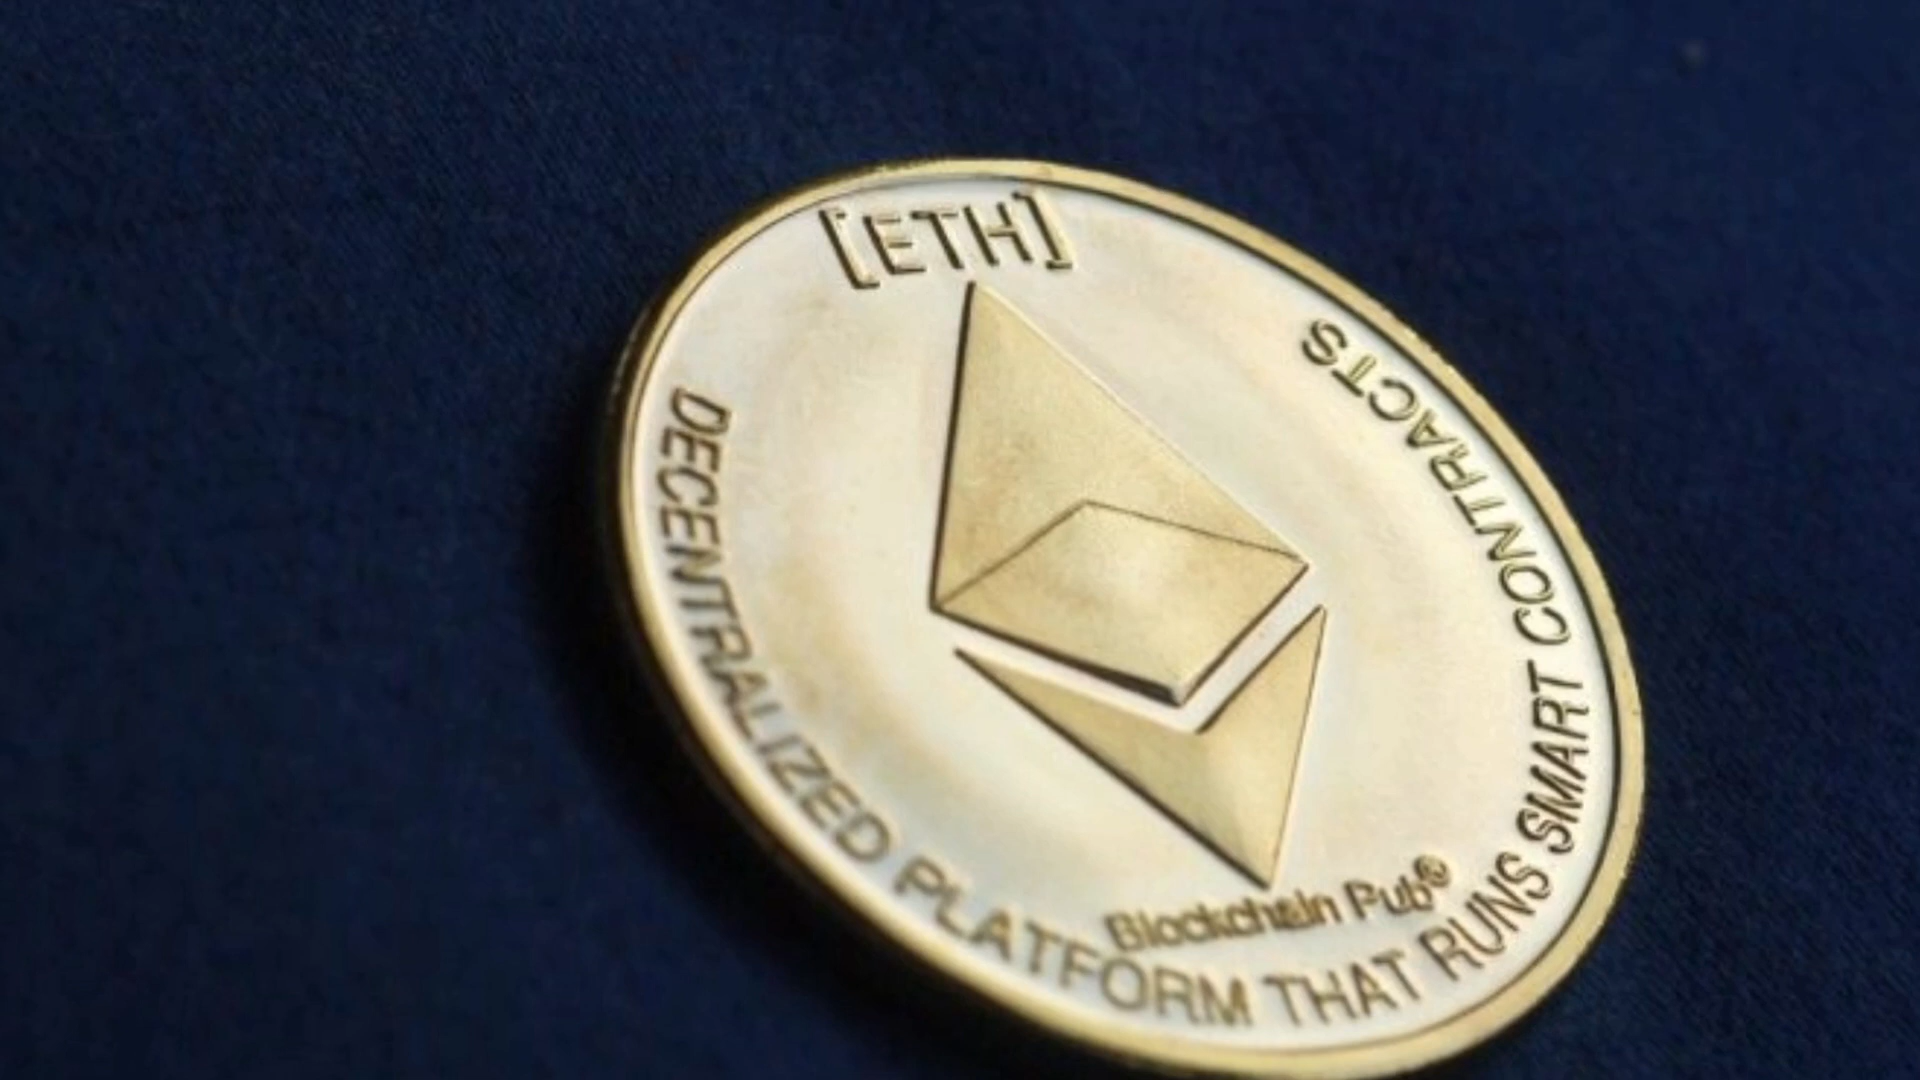 [ETH]
DECENTRALIZED PLATFORM THAT RUNS SMART CONTRACTS
Blockchain Pub®